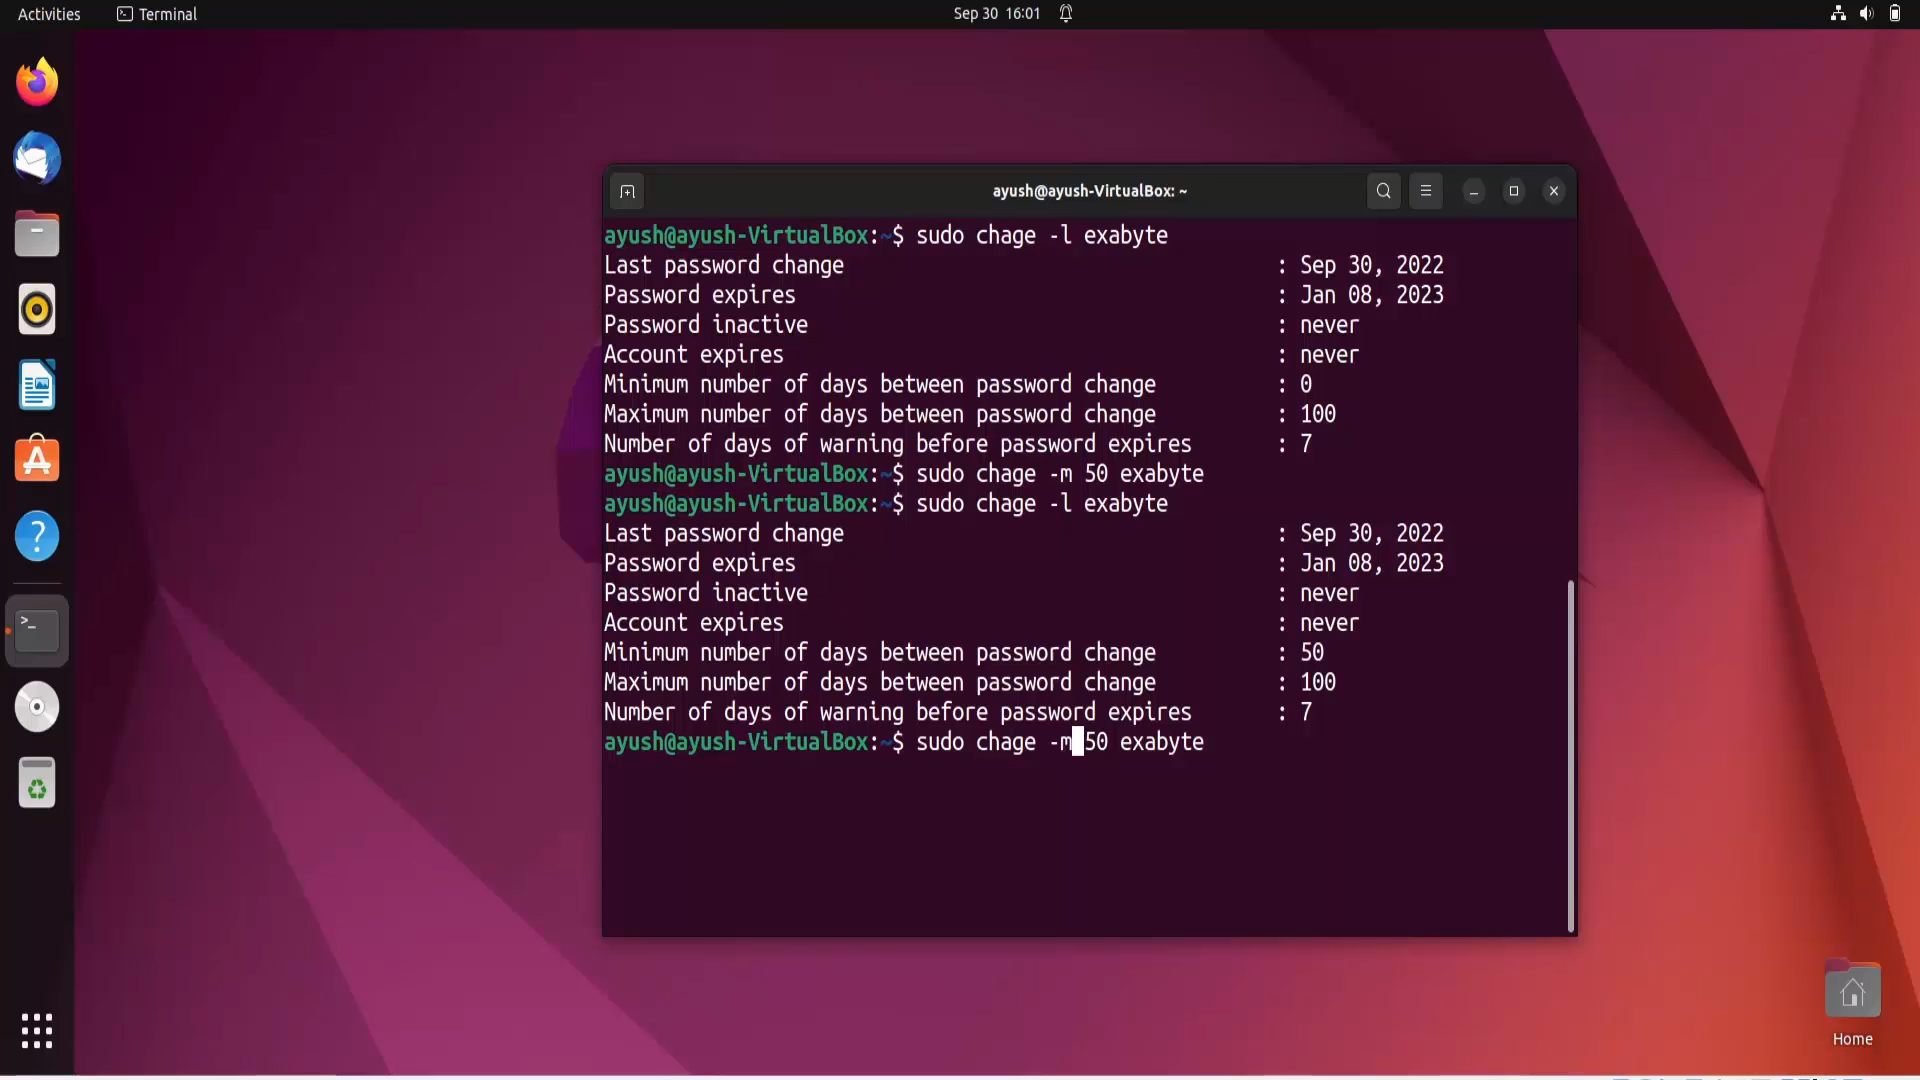 Activities
Terminal
Sep 30 16:01
ayush@ayush-VirtualBox: ~
ayush@ayush-VirtualBox:~$ sudo chage -l exabyte
Last password change : Sep 30, 2022
Password expires : Jan 08, 2023
Password inactive : never
Account expires : never
Minimum number of days between password change : 0
Maximum number of days between password change : 100
Number of days of warning before password expires : 7
ayush@ayush-VirtualBox:~$ sudo chage -m 50 exabyte
ayush@ayush-VirtualBox:~$ sudo chage -l exabyte
Last password change : Sep 30, 2022
Password expires : Jan 08, 2023
Password inactive : never
Account expires : never
Minimum number of days between password change : 50
Maximum number of days between password change : 100
Number of days of warning before password expires : 7
ayush@ayush-VirtualBox:~$ sudo chage -m 50 exabyte
Home